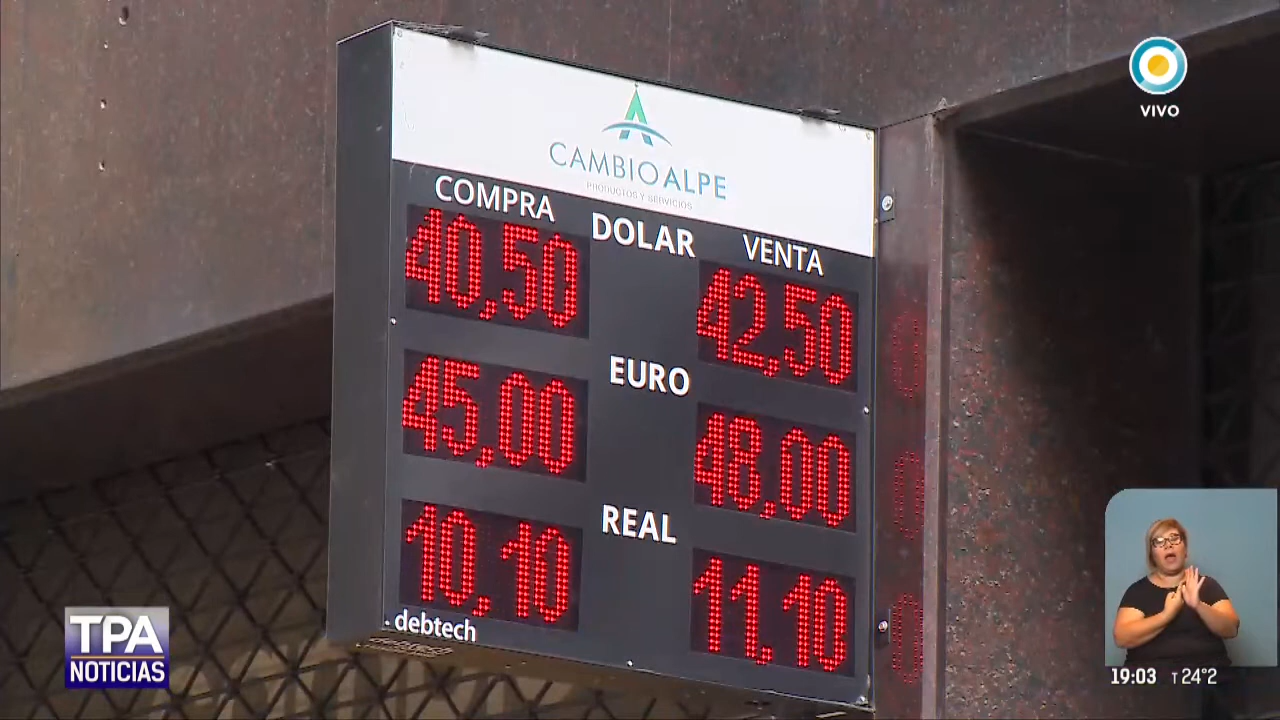 VIVO
CAMBIO ALPE
PRODUCTOS Y SERVICIOS
COMPRA DOLAR VENTA
40,50 42,50
EURO
45,00 48,00
REAL
10,10 11,10
debtech
TPA
NOTICIAS
19:03 T 24°2